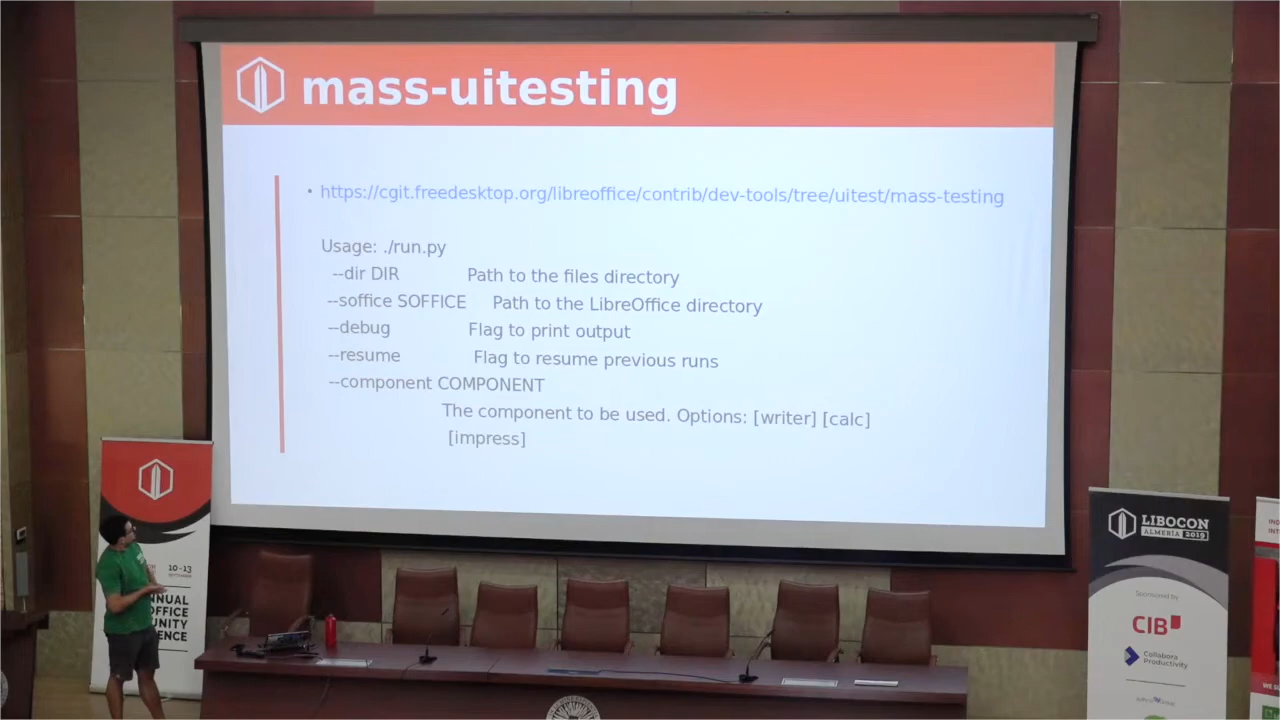 mass-uitesting
• https://cgit.freedesktop.org/libreoffice/contrib/dev-tools/tree/uitest/mass-testing
Usage: ./run.py
--dir DIR Path to the files directory
--soffice SOFFICE Path to the LibreOffice directory
--debug Flag to print output
--resume Flag to resume previous runs
--component COMPONENT
The component to be used. Options: [writer] [calc]
[impress]
10-13
SEPTEMBER
NNUAL
OFFICE
UNITY
ENCE
LIBOCON
ALMERÍA 2019
Sponsored by
CIB
Collabora
Productivity